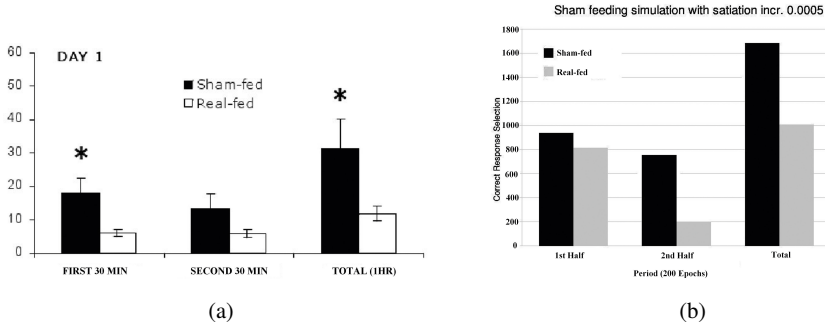 DAY 1
60
50
40
30
20
10
0
Sham-fed
Real-fed
*
*
FIRST 30 MIN
SECOND 30 MIN
TOTAL (1HR)
(a)
Sham feeding simulation with satiation incr. 0.0005
Correct Response Selection
1800
1600
1400
1200
1000
800
600
400
200
0
Sham-fed
Real-fed
1st Half
2nd Half
Total
Period (200 Epochs)
(b)